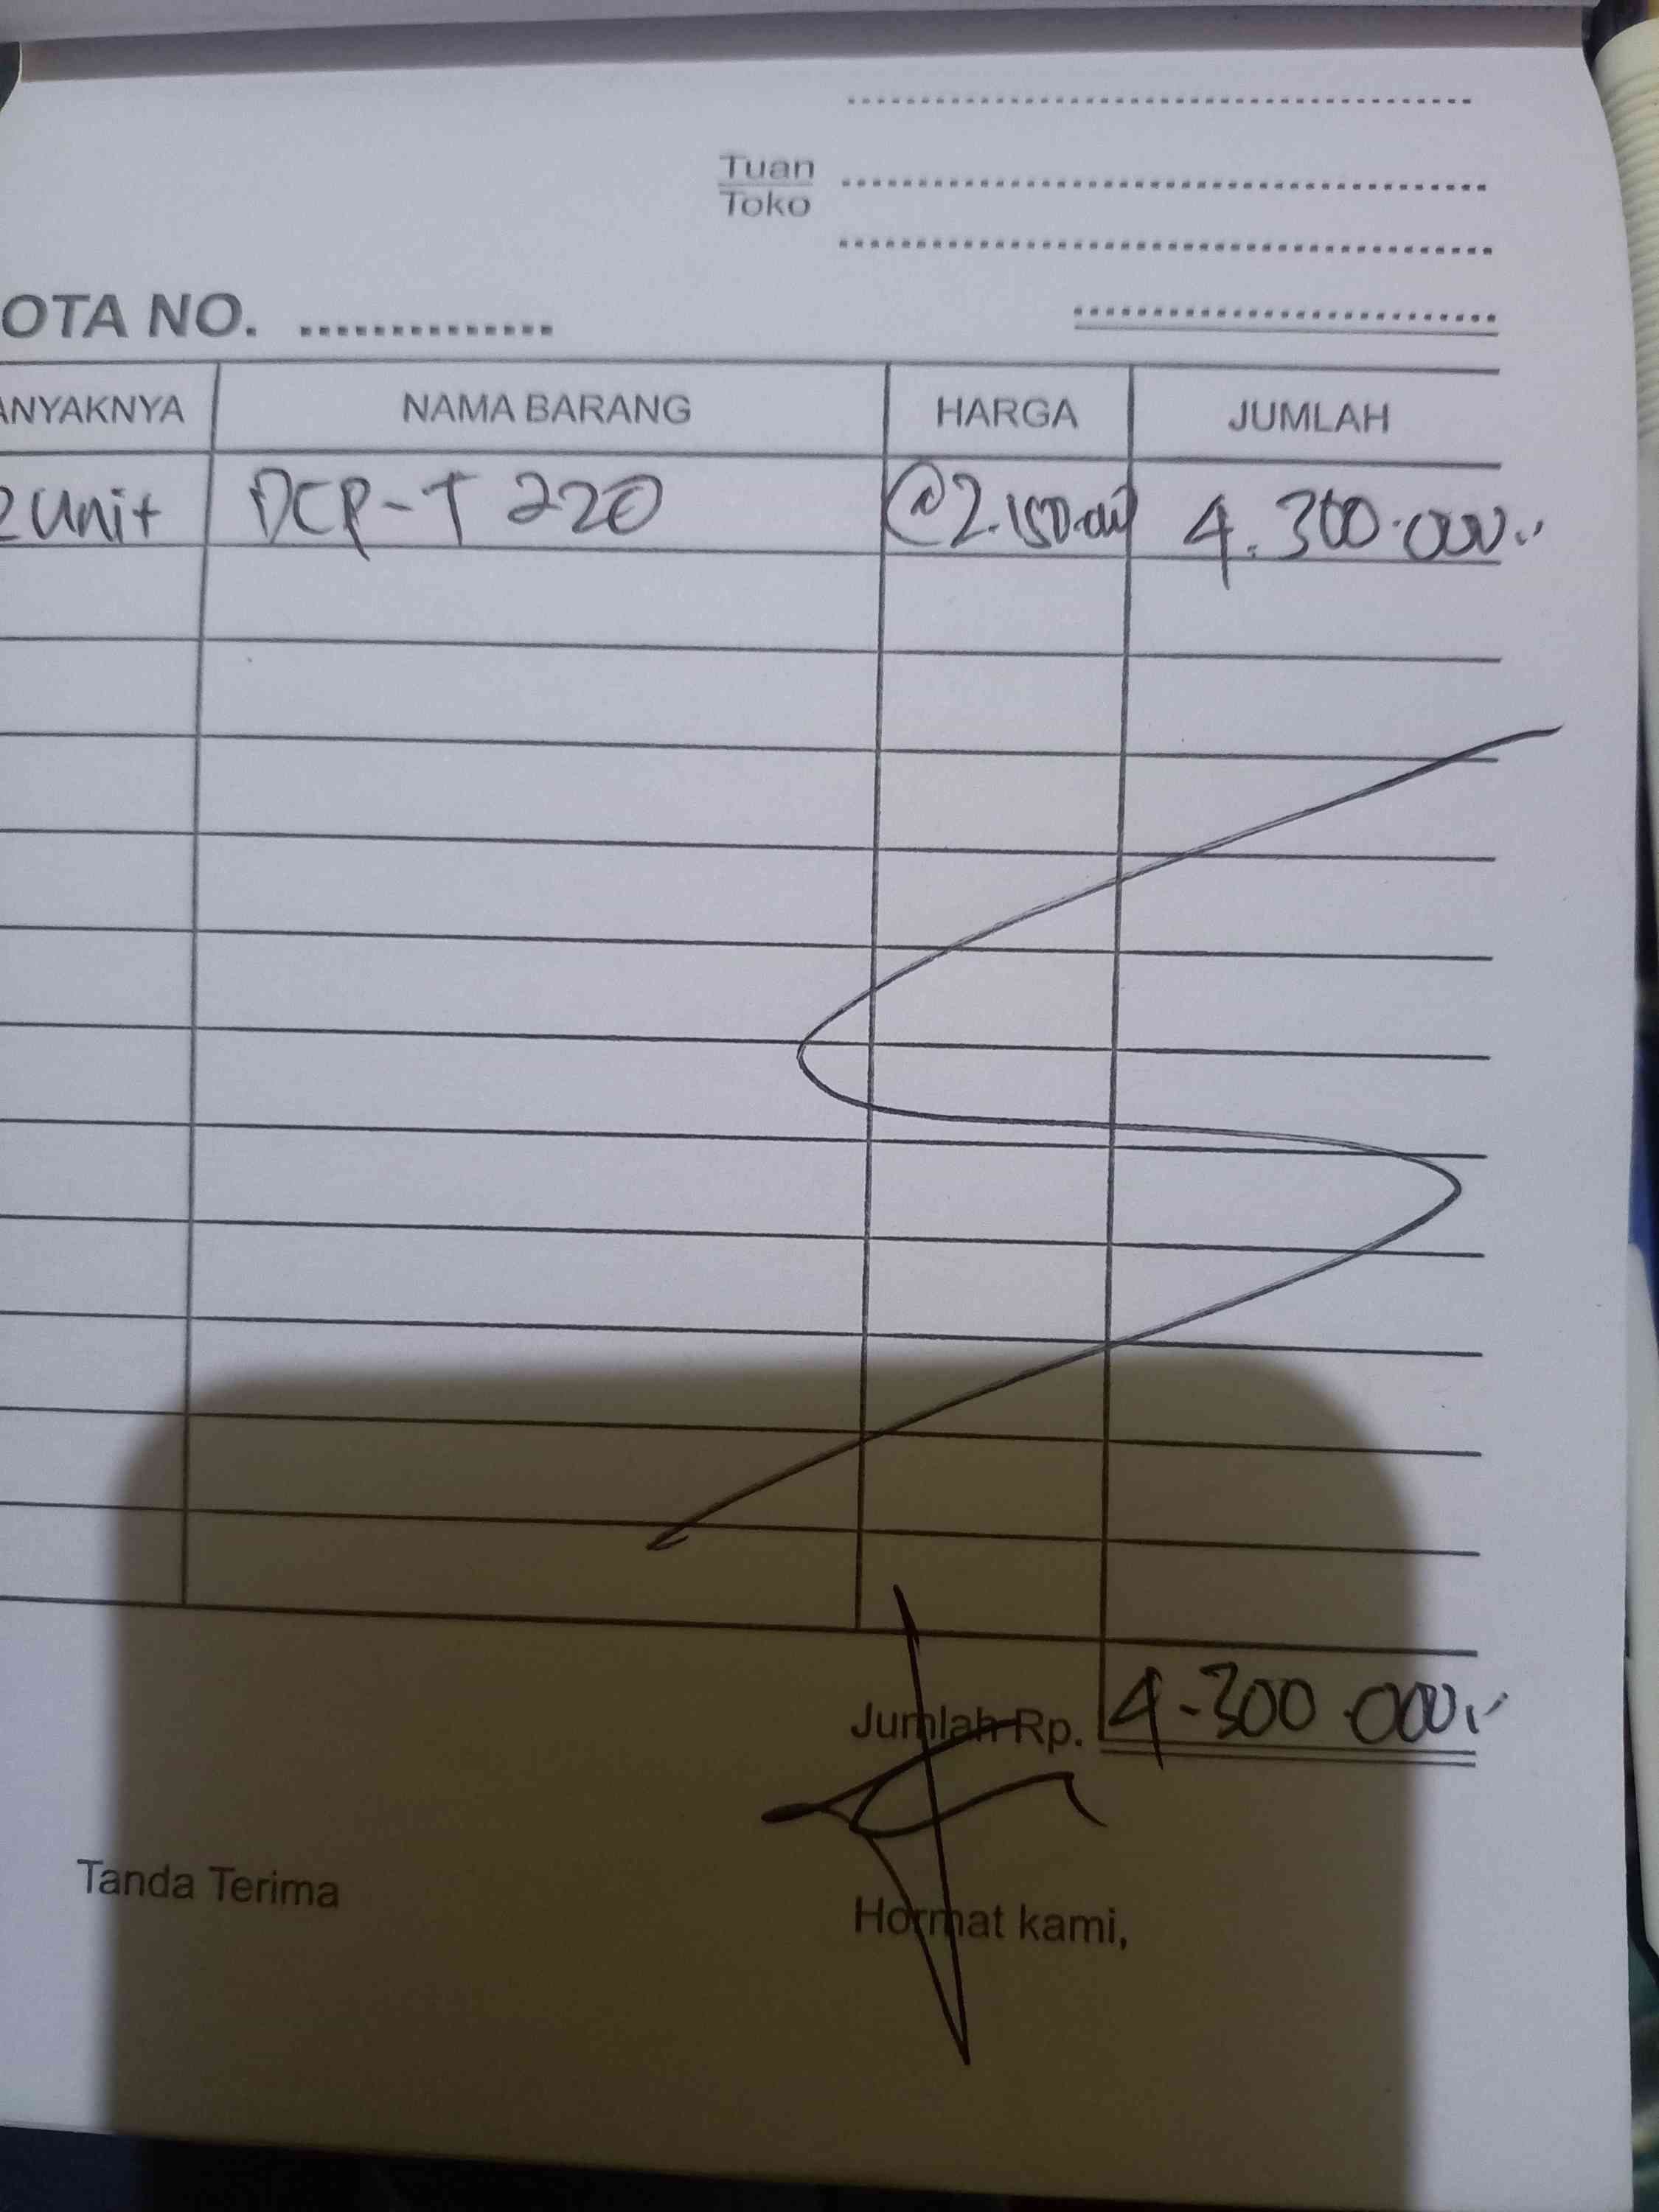 Tuan
Toko
OTA NO. ..............
ANYAKNYA NAMA BARANG HARGA JUMLAH
2 Unit DCP-T 220 @2.150.000 4.300.000,-
Jumlah Rp. 4.300.000,-
Tanda Terima Hormat kami,